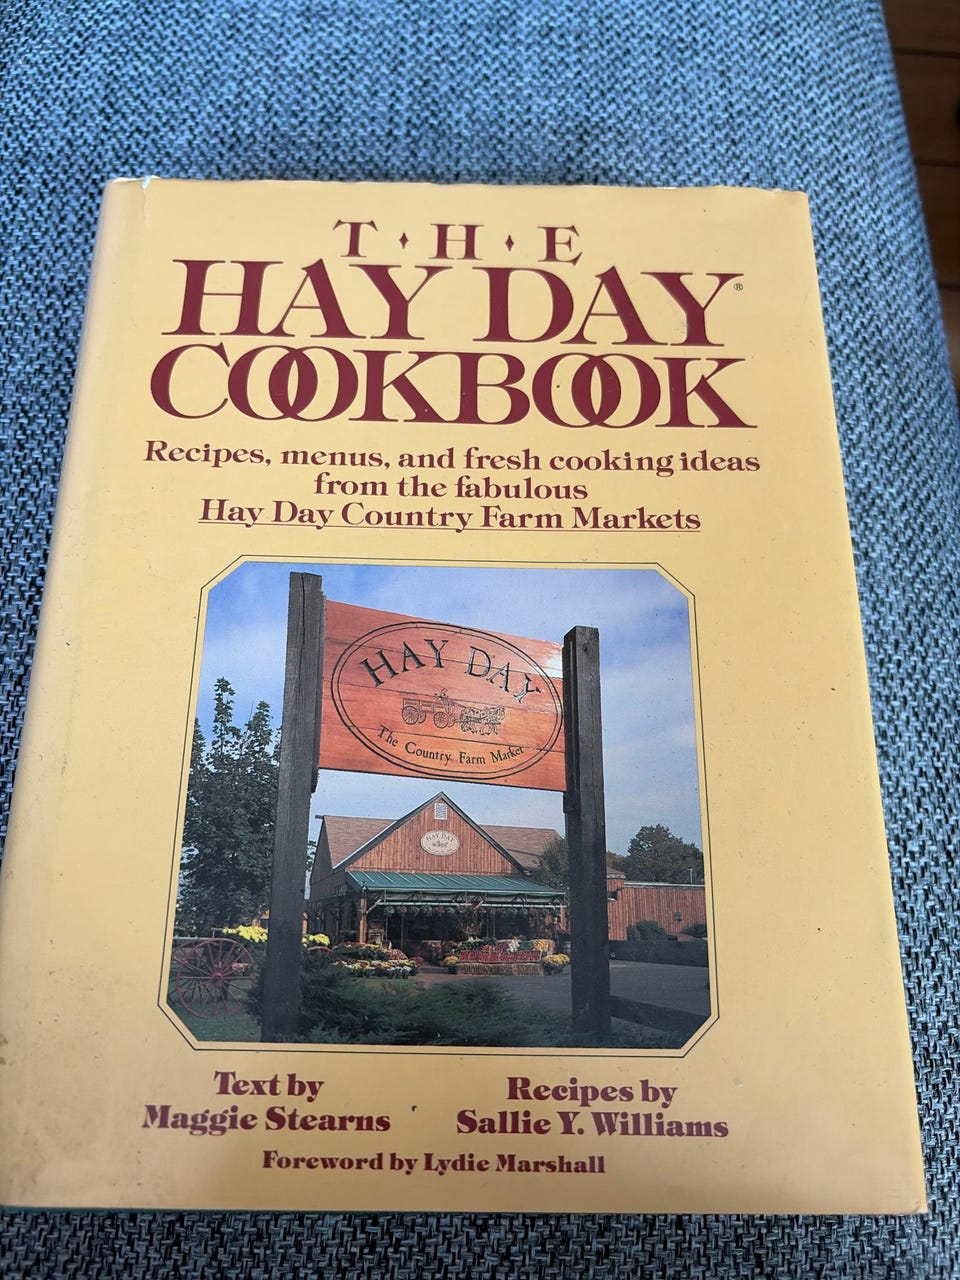 T·H·E
HAY DAY®
COOKBOOK
Recipes, menus, and fresh cooking ideas
from the fabulous
Hay Day Country Farm Markets
HAY DAY
The Country Farm Market
HAY DAY
Text by
Maggie Stearns
Recipes by
Sallie Y. Williams
Foreword by Lydie Marshall